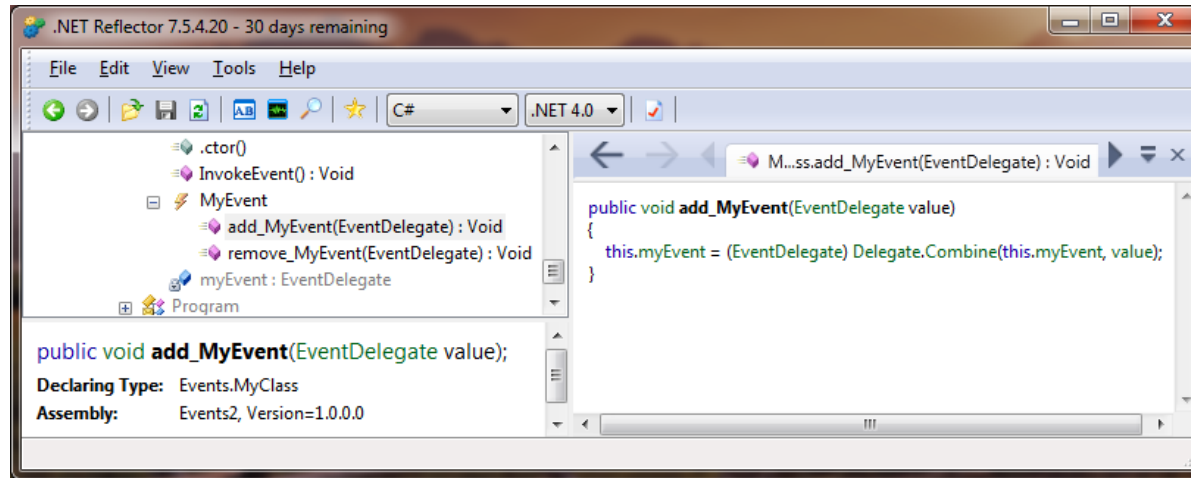 .NET Reflector 7.5.4.20 - 30 days remaining
File Edit View Tools Help
C# .NET 4.0
.ctor()
InvokeEvent() : Void
MyEvent
add_MyEvent(EventDelegate) : Void
remove_MyEvent(EventDelegate) : Void
myEvent : EventDelegate
Program
public void add_MyEvent(EventDelegate value);
Declaring Type: Events.MyClass
Assembly: Events2, Version=1.0.0.0
M...ss.add_MyEvent(EventDelegate) : Void
public void add_MyEvent(EventDelegate value)
{
this.myEvent = (EventDelegate) Delegate.Combine(this.myEvent, value);
}